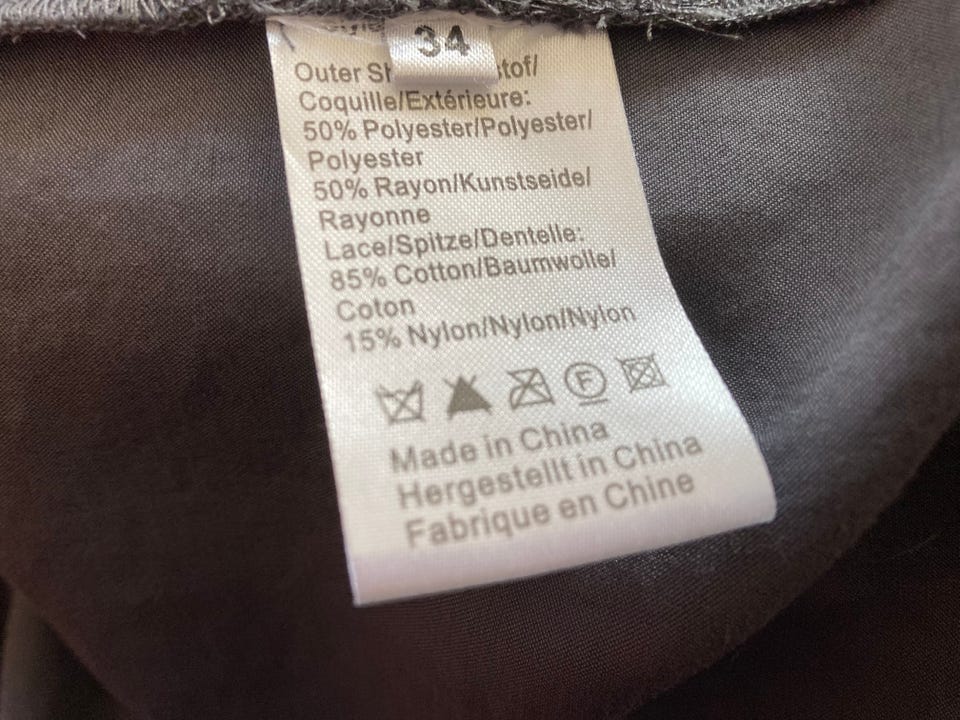 34
Outer
Coquille/Extérieure:
50% Polyester/Polyester/
Polyester
50% Rayon/Kunstseide/
Rayonne
Lace/Spitze/Dentelle:
85% Cotton/Baumwolle/
Coton
15% Nylon/Nylon/Nylon
F
Made in China
Hergestellt in China
Fabrique en Chine